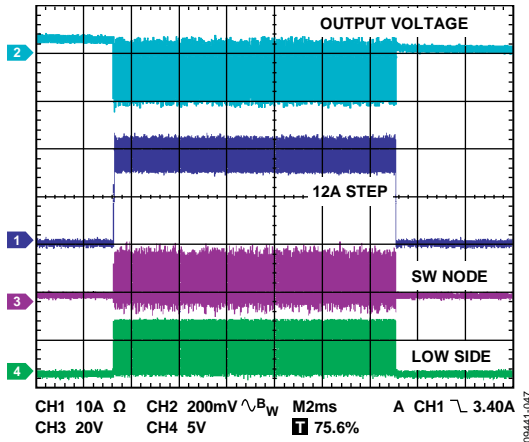 OUTPUT VOLTAGE
2
12A STEP
1
SW NODE
3
LOW SIDE
4
CH1 10A Ω CH2 200mV ∿BW M2ms A CH1 ⎍ 3.40A
CH3 20V CH4 5V T 75.6%
09441-047